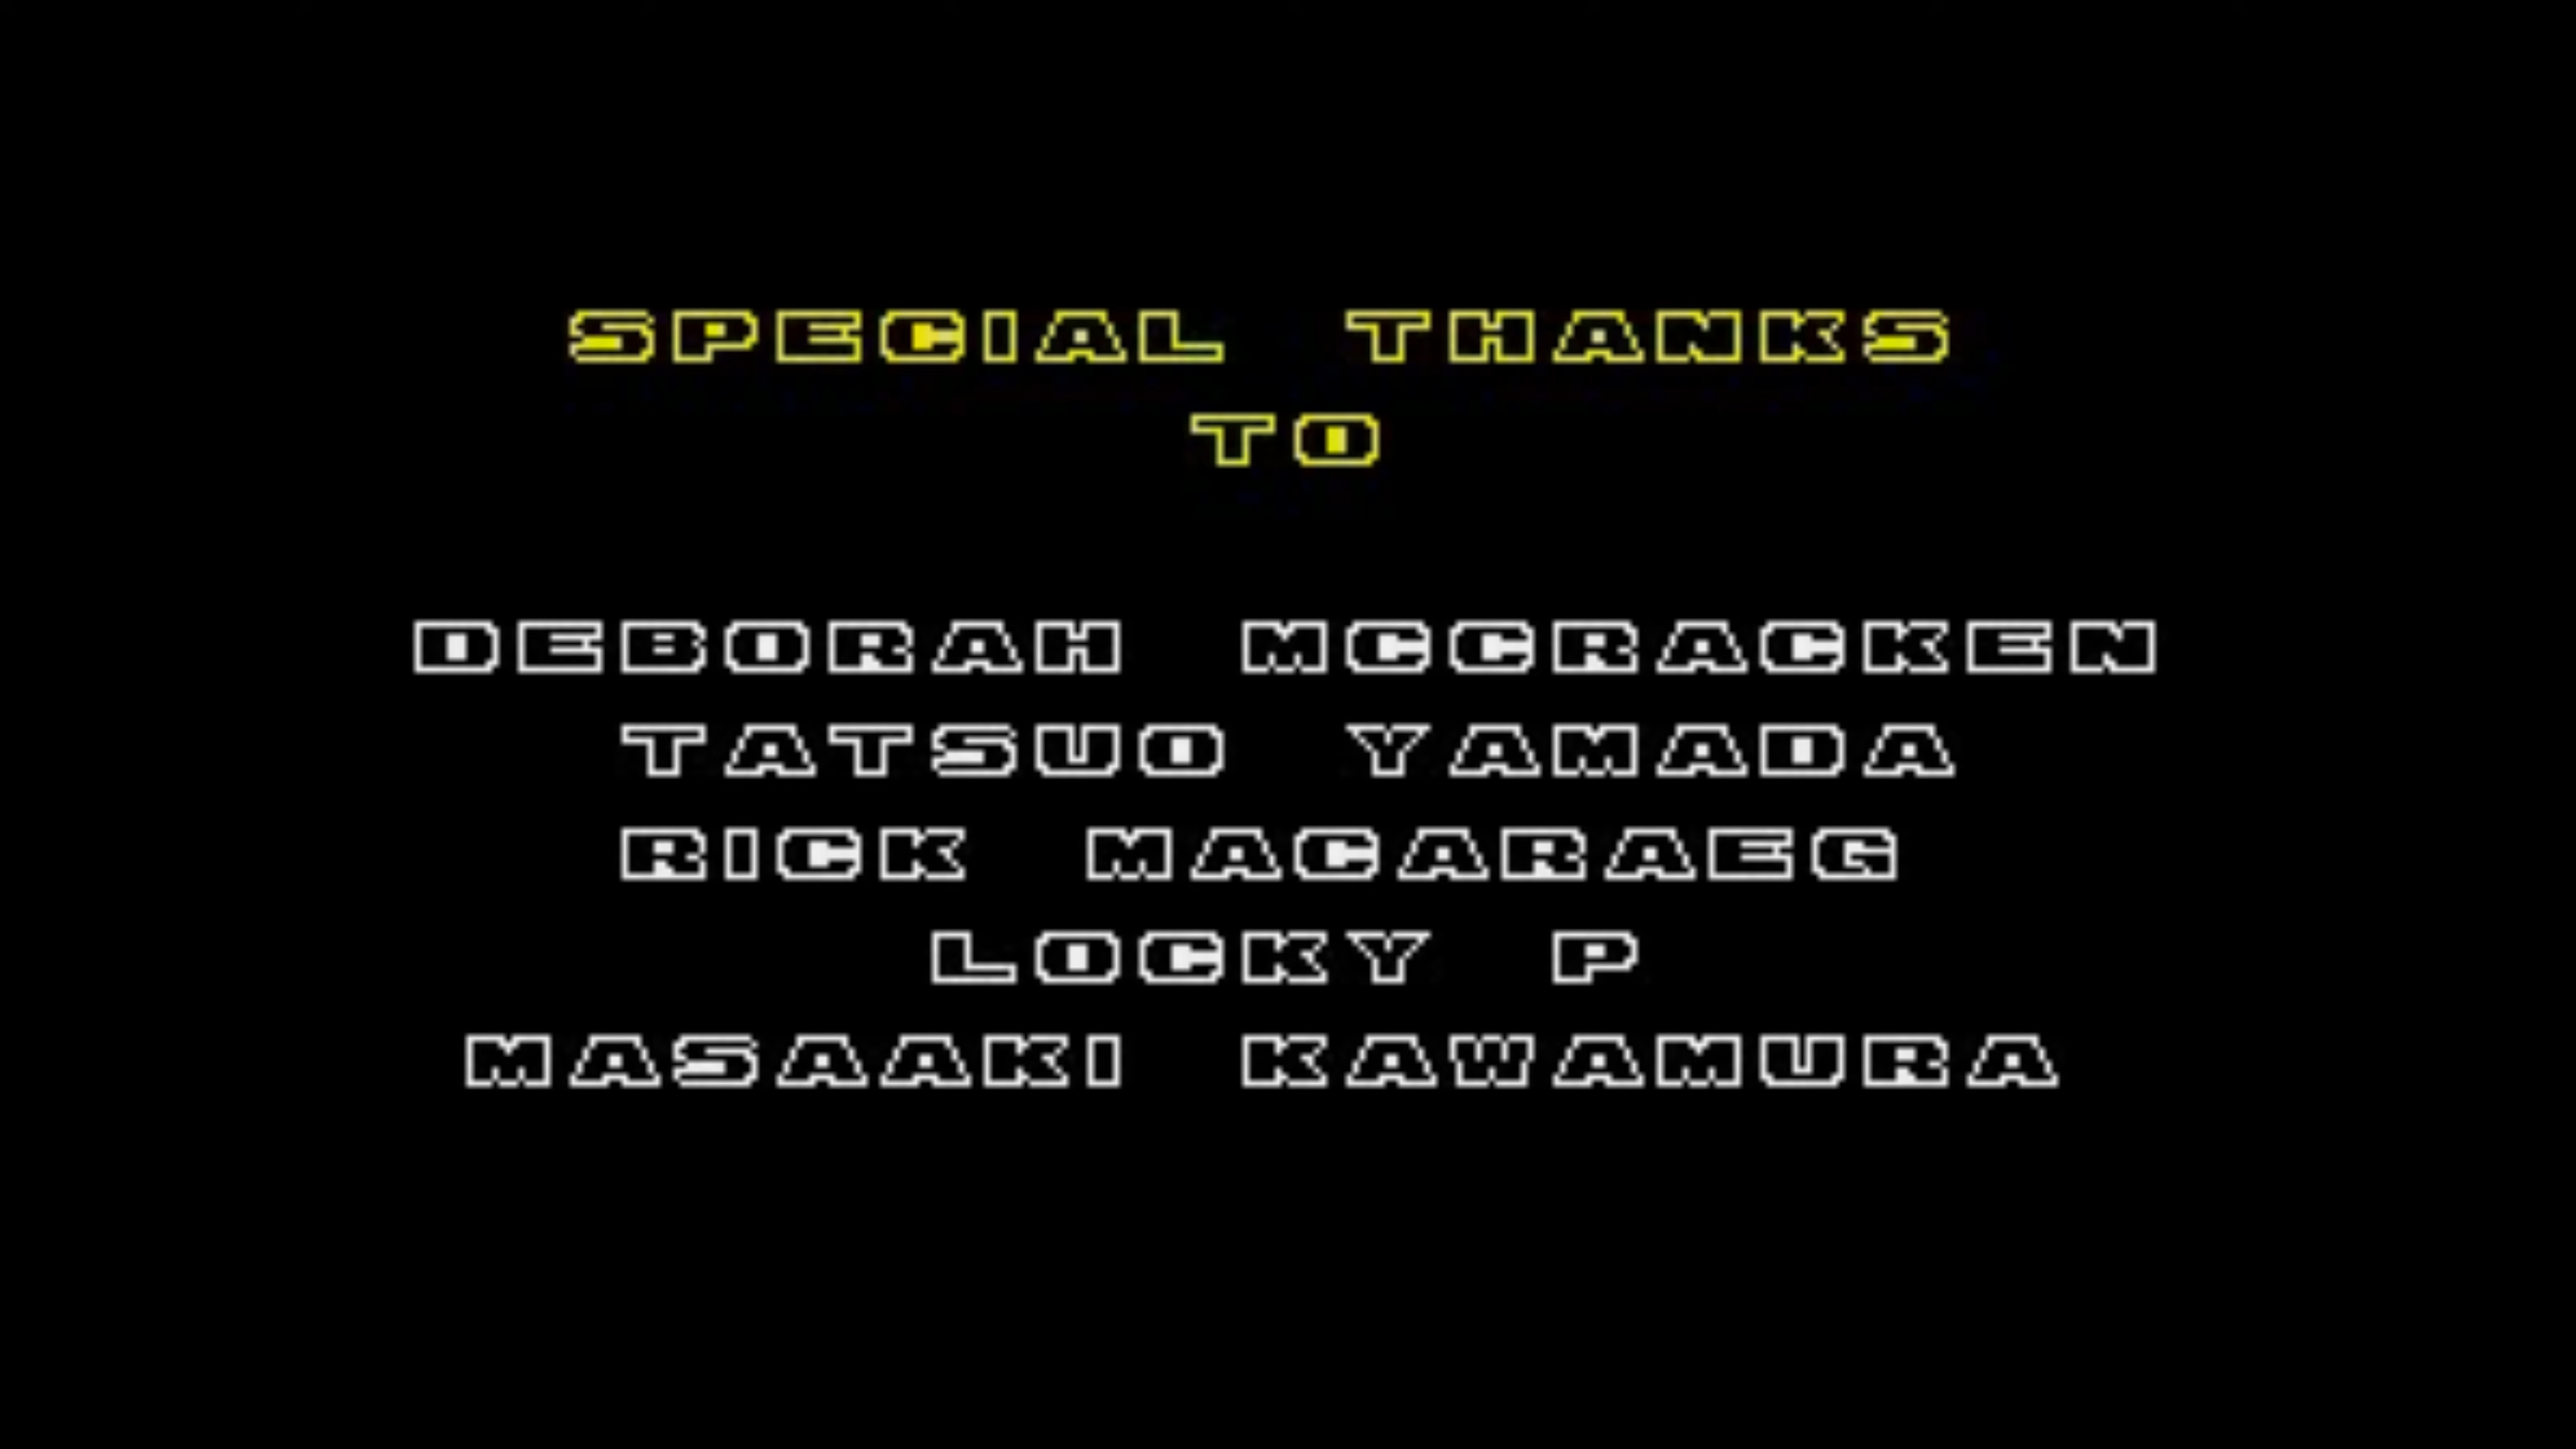 SPECIAL THANKS
TO
DEBORAH MCCRACKEN
TATSUO YAMADA
RICK MACARAEG
LOCKY P
MASAAKI KAWAMURA